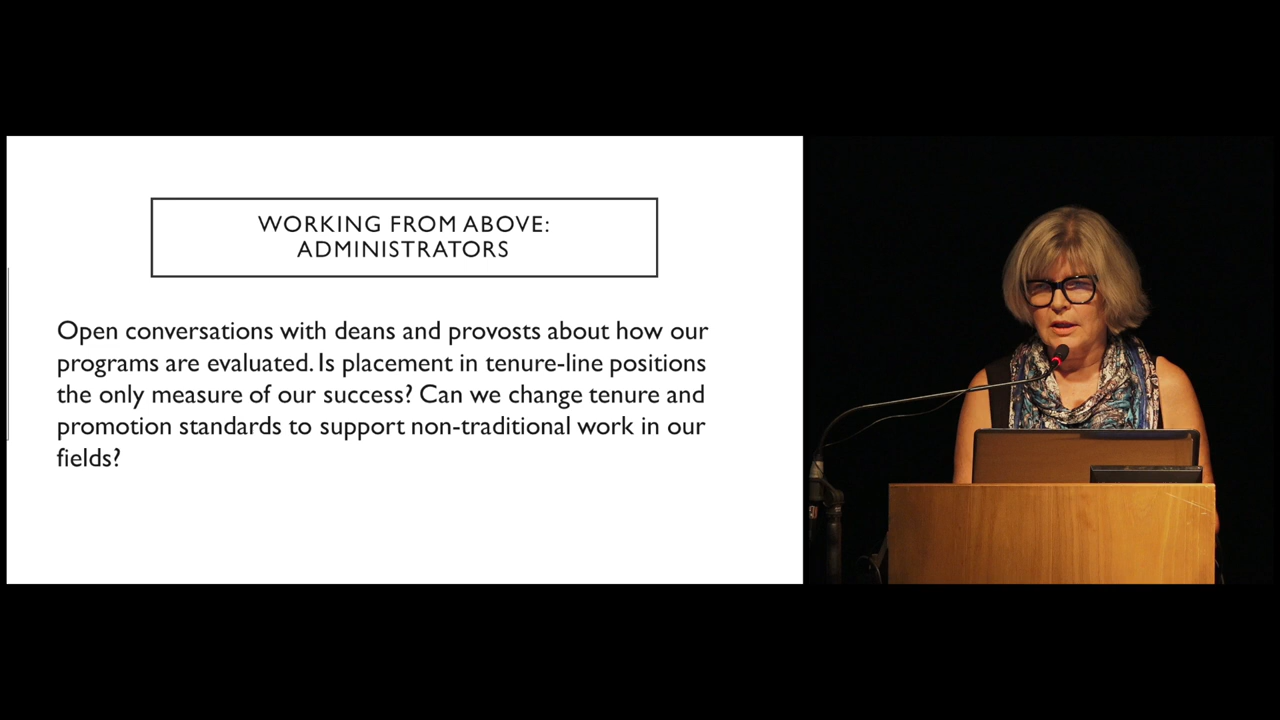 WORKING FROM ABOVE:
ADMINISTRATORS
Open conversations with deans and provosts about how our
programs are evaluated. Is placement in tenure-line positions
the only measure of our success? Can we change tenure and
promotion standards to support non-traditional work in our
fields?